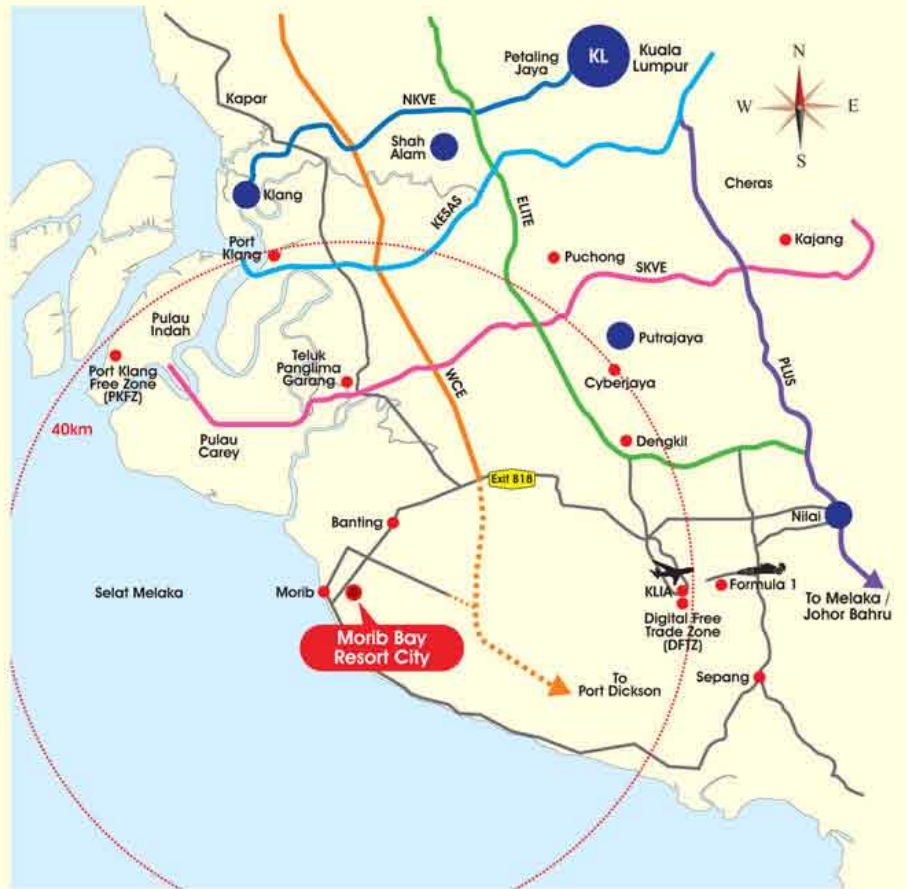 KL
Kuala
Lumpur
Petaling
Jaya
N
W
E
S
Kapar
NKVE
Shah
Alam
Cheras
Klang
KESAS
ELITE
Port
Klang
Puchong
Kajang
SKVE
Pulau
Indah
Putrajaya
Port Klang
Free Zone
(PKFZ)
Teluk
Panglima
Garang
WCE
Cyberjaya
PLUS
40km
Pulau
Carey
Dengkil
Exit B18
Banting
Nilai
Selat Melaka
Morib
KLIA
Formula 1
To Melaka /
Johor Bahru
Digital Free
Trade Zone
(DFTZ)
Morib Bay
Resort City
To
Port Dickson
Sepang